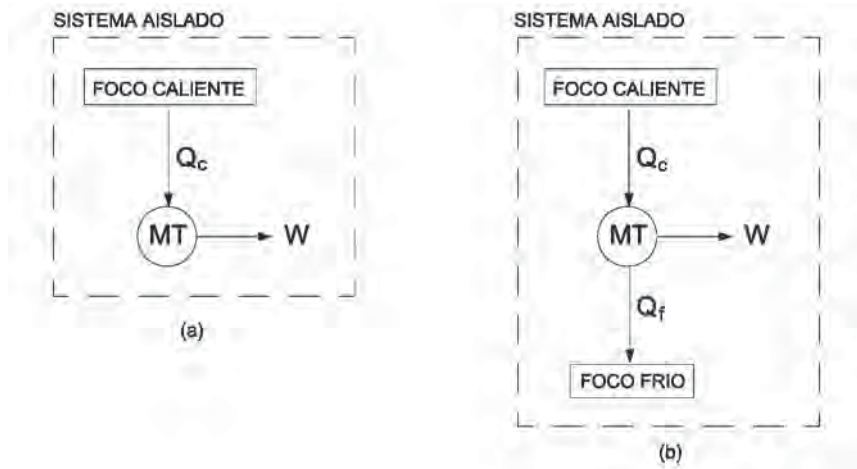 SISTEMA AISLADO
FOCO CALIENTE
Qc
MT
W
(a)
SISTEMA AISLADO
FOCO CALIENTE
Qc
MT
W
Qf
FOCO FRIO
(b)